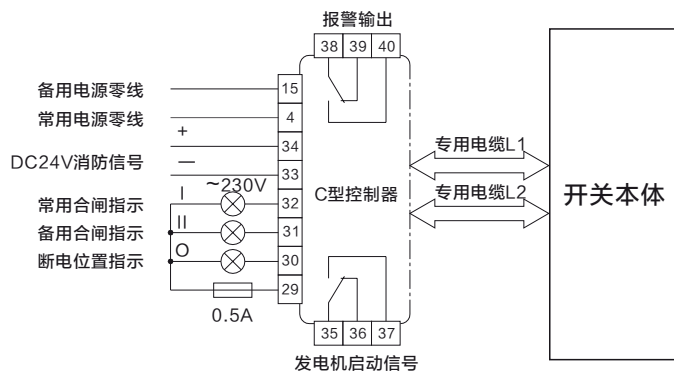 报警输出
38 39 40
备用电源零线 15
常用电源零线 4
+ 34
DC24V消防信号
— 33
专用电缆L1
专用电缆L2
C型控制器
开关本体
~230V
常用合闸指示 I 32
备用合闸指示 II 31
断电位置指示 O 30
29
0.5A
35 36 37
发电机启动信号